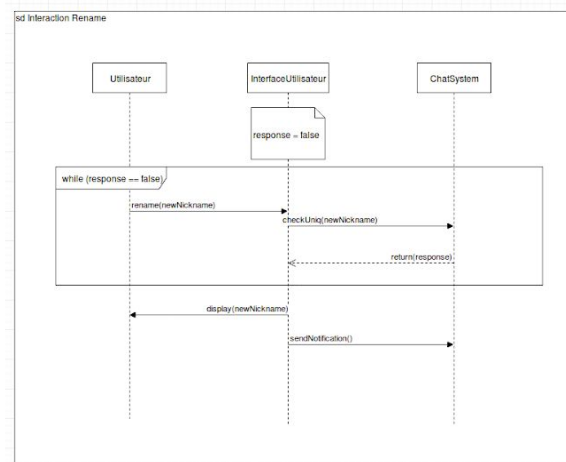 sd Interaction Rename
Utilisateur
InterfaceUtilisateur
ChatSystem
response = false
while (response == false)
rename(newNickname)
checkUniq(newNickname)
return(response)
display(newNickname)
sendNotification()